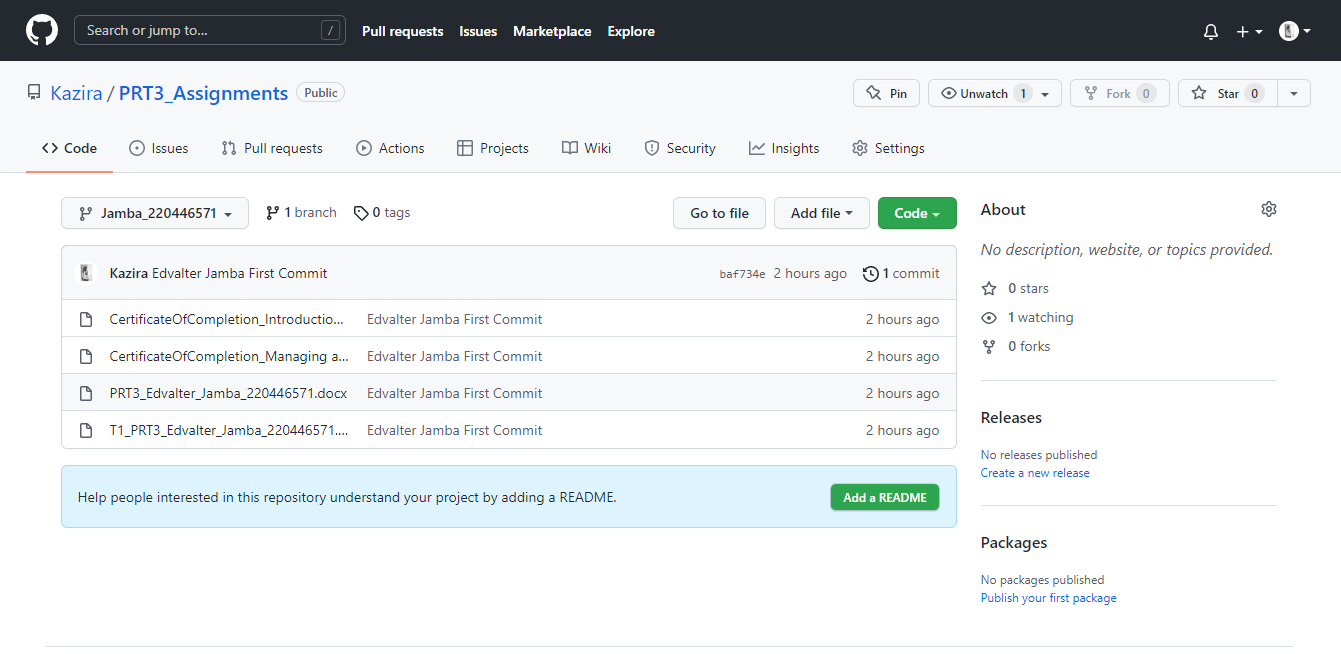 Search or jump to... /
Pull requests Issues Marketplace Explore
Kazira / PRT3_Assignments Public
Pin Unwatch 1 Fork 0 Star 0
Code Issues Pull requests Actions Projects Wiki Security Insights Settings
Jamba_220446571 1 branch 0 tags Go to file Add file Code
Kazira Edvalter Jamba First Commit baf734e 2 hours ago 1 commit
CertificateOfCompletion_Introductio... Edvalter Jamba First Commit 2 hours ago
CertificateOfCompletion_Managing a... Edvalter Jamba First Commit 2 hours ago
PRT3_Edvalter_Jamba_220446571.docx Edvalter Jamba First Commit 2 hours ago
T1_PRT3_Edvalter_Jamba_220446571.... Edvalter Jamba First Commit 2 hours ago
Help people interested in this repository understand your project by adding a README. Add a README
About
No description, website, or topics provided.
0 stars
1 watching
0 forks
Releases
No releases published
Create a new release
Packages
No packages published
Publish your first package